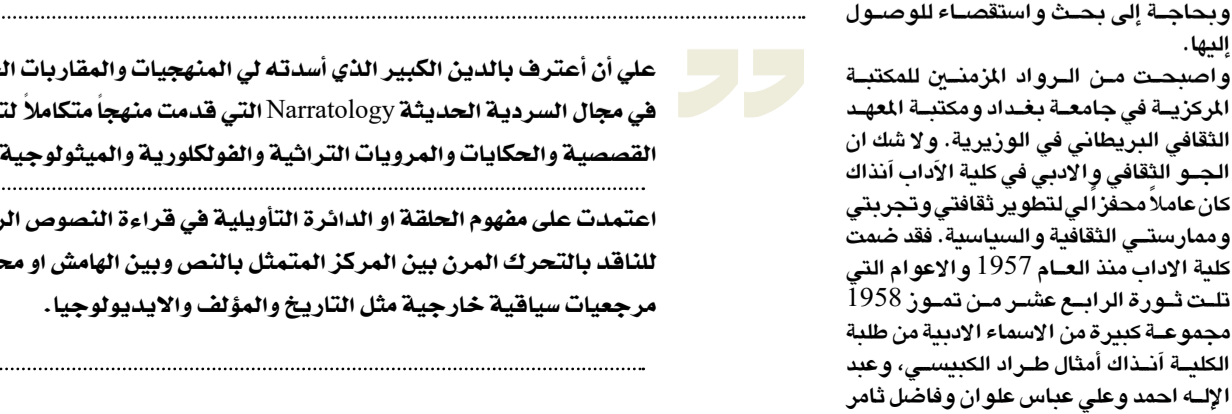 وبحاجة إلى بحث واستقصاء للوصول
إليها.
واصبحت من الرواد المزمنين للمكتبة
المركزية في جامعة بغداد ومكتبة المعهد
الثقافي البريطاني في الوزيرية. ولا شك ان
الجو الثقافي والادبي في كلية الآداب آنذاك
كان عاملاً محفزاً لي لتطوير ثقافتي وتجربتي
وممارستي الثقافية والسياسية. فقد ضمت
كلية الاداب منذ العام 1957 والاعوام التي
تلت ثورة الرابع عشر من تموز 1958
مجموعة كبيرة من الاسماء الادبية من طلبة
الكلية آنذاك أمثال طراد الكبيسي، وعبد
الإله احمد وعلي عباس علوان وفاضل ثامر
علي أن أعترف بالدين الكبير الذي أسدته لي المنهجيات والمقاربات
في مجال السردية الحديثة Narratology التي قدمت منهجاً متكاملاً
القصصية والحكايات والمرويات التراثية والفولكلورية والميثولوجية
اعتمدت على مفهوم الحلقة او الدائرة التأويلية في قراءة النصوص
للناقد بالتحرك المرن بين المركز المتمثل بالنص وبين الهامش او
مرجعيات سياقية خارجية مثل التاريخ والمؤلف والايديولوجيا.